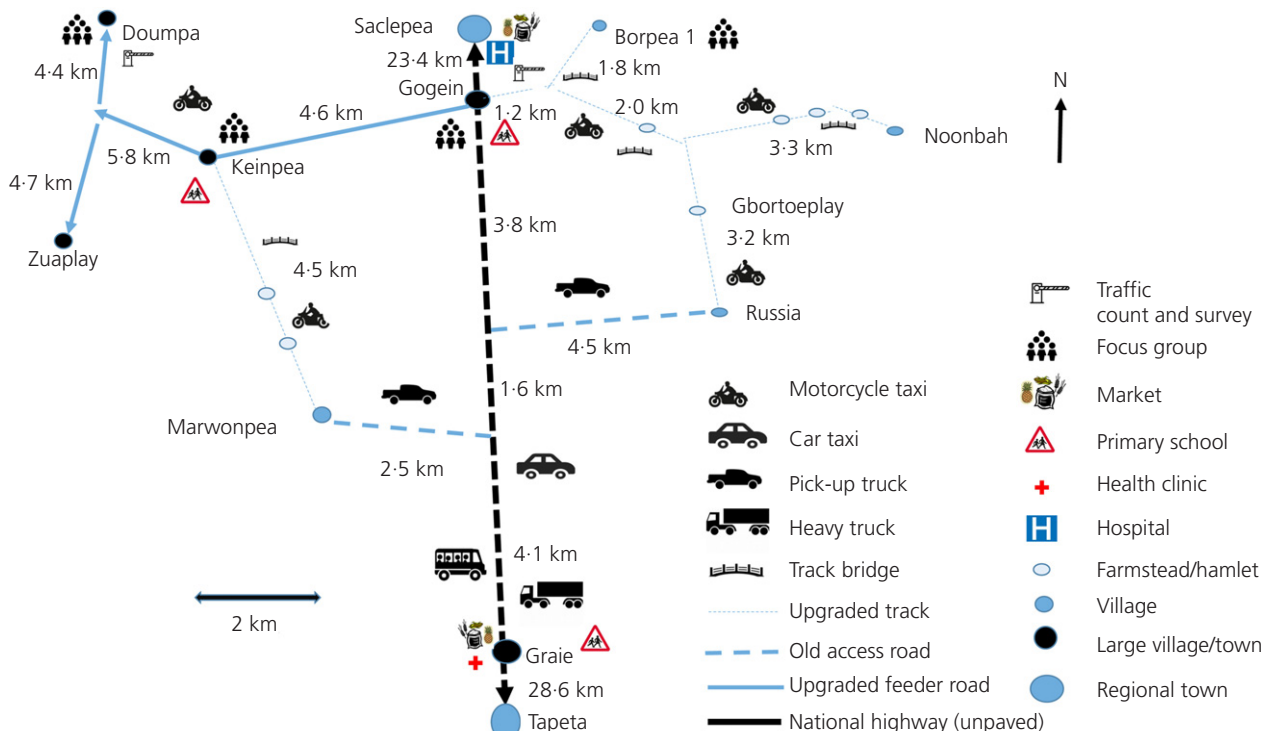 Doumpa
4·4 km
4·6 km
5·8 km
Keinpea
4·7 km
Zuaplay
4·5 km
Marwonpea
2·5 km
2 km
Saclepea
H
23·4 km
Gogein
1·2 km
Borpea 1
1·8 km
2·0 km
3·3 km
Noonbah
N
3·8 km
Gbortoeplay
3·2 km
Russia
4·5 km
1·6 km
4·1 km
Graie
28·6 km
Tapeta
Motorcycle taxi
Car taxi
Pick-up truck
Heavy truck
Track bridge
Upgraded track
Old access road
Upgraded feeder road
National highway (unpaved)
Traffic
count and survey
Focus group
Market
Primary school
Health clinic
H
Hospital
Farmstead/hamlet
Village
Large village/town
Regional town